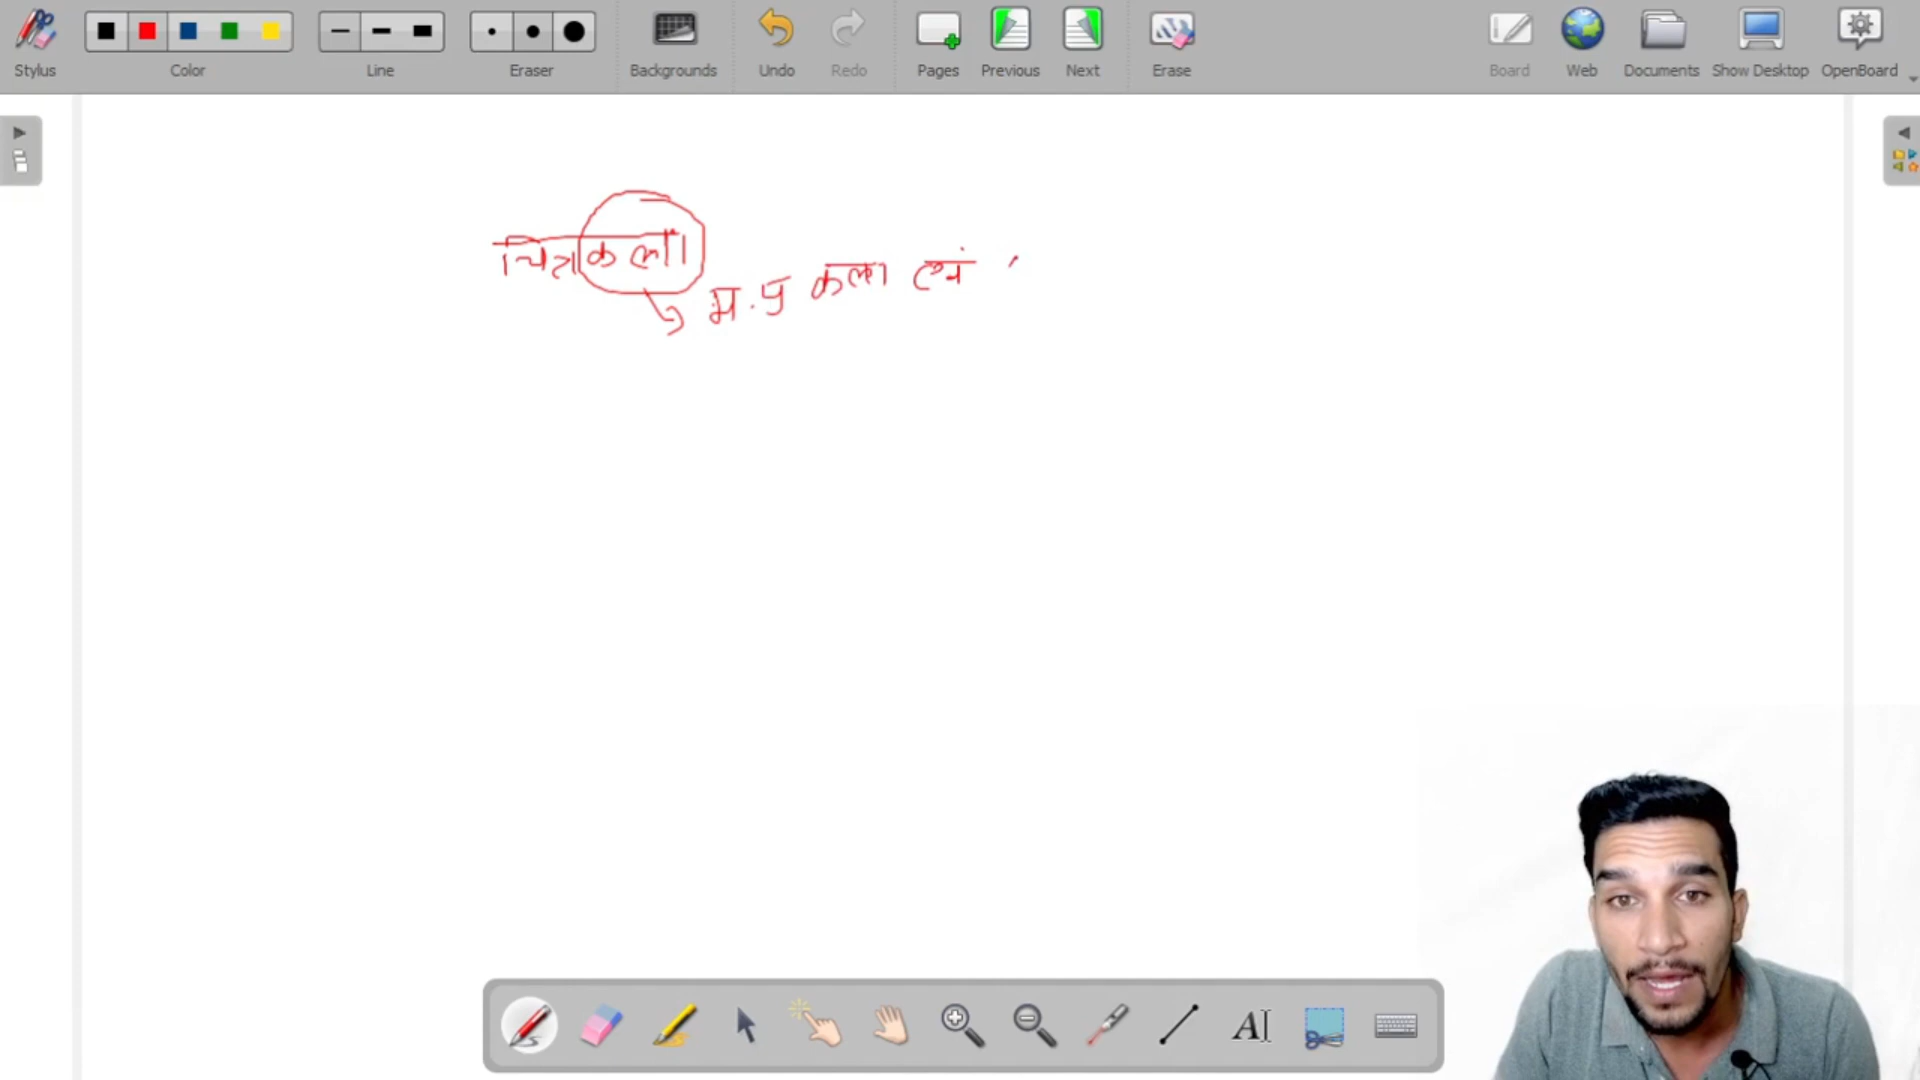 Stylus Color Line Eraser Backgrounds Undo Redo Pages Previous Next Erase Board Web Documents Show Desktop OpenBoard
चित्रकला
म.प्र कला एवं